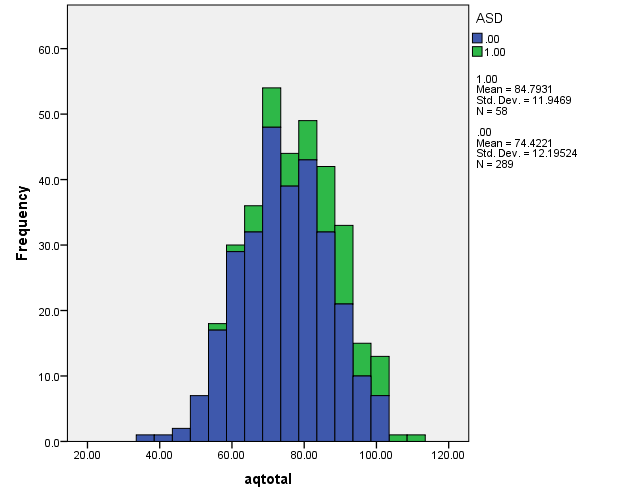 ASD
.00
1.00
1.00
Mean = 84.7931
Std. Dev. = 11.9469
N = 58
.00
Mean = 74.4221
Std. Dev. = 12.19524
N = 289
Frequency
60.0
50.0
40.0
30.0
20.0
10.0
0.0
20.00 40.00 60.00 80.00 100.00 120.00
aqtotal